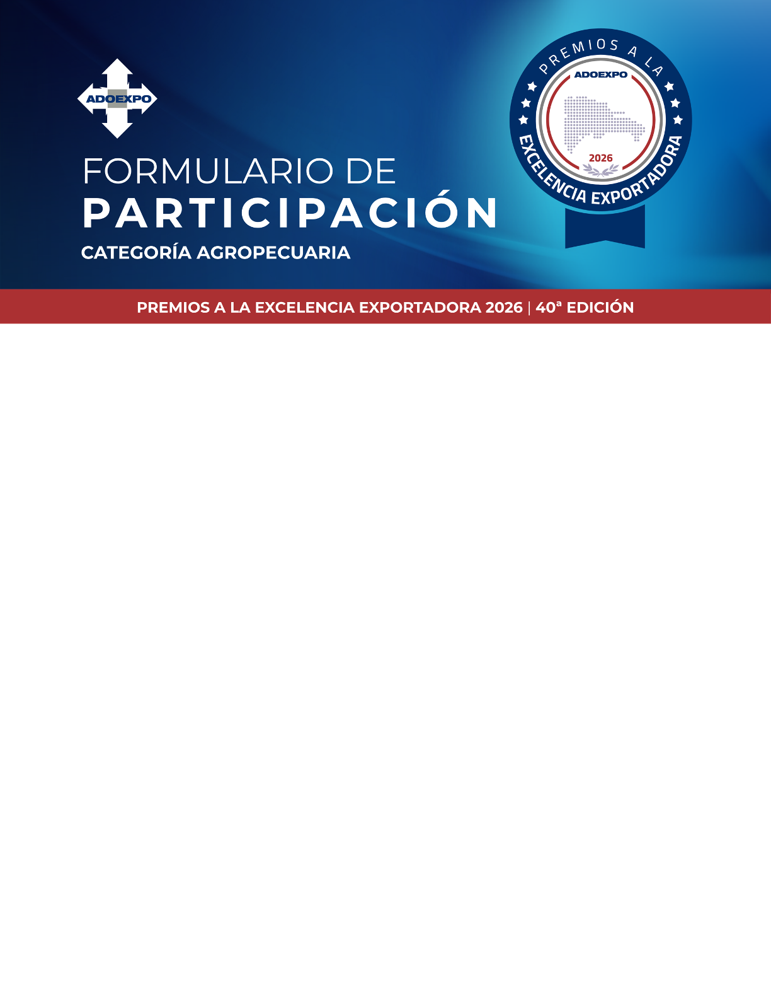 ADOEXPO
FORMULARIO DE
PARTICIPACIÓN
CATEGORÍA AGROPECUARIA
PREMIOS A LA
ADOEXPO
2026
EXCELENCIA EXPORTADORA
PREMIOS A LA EXCELENCIA EXPORTADORA 2026 | 40ª EDICIÓN